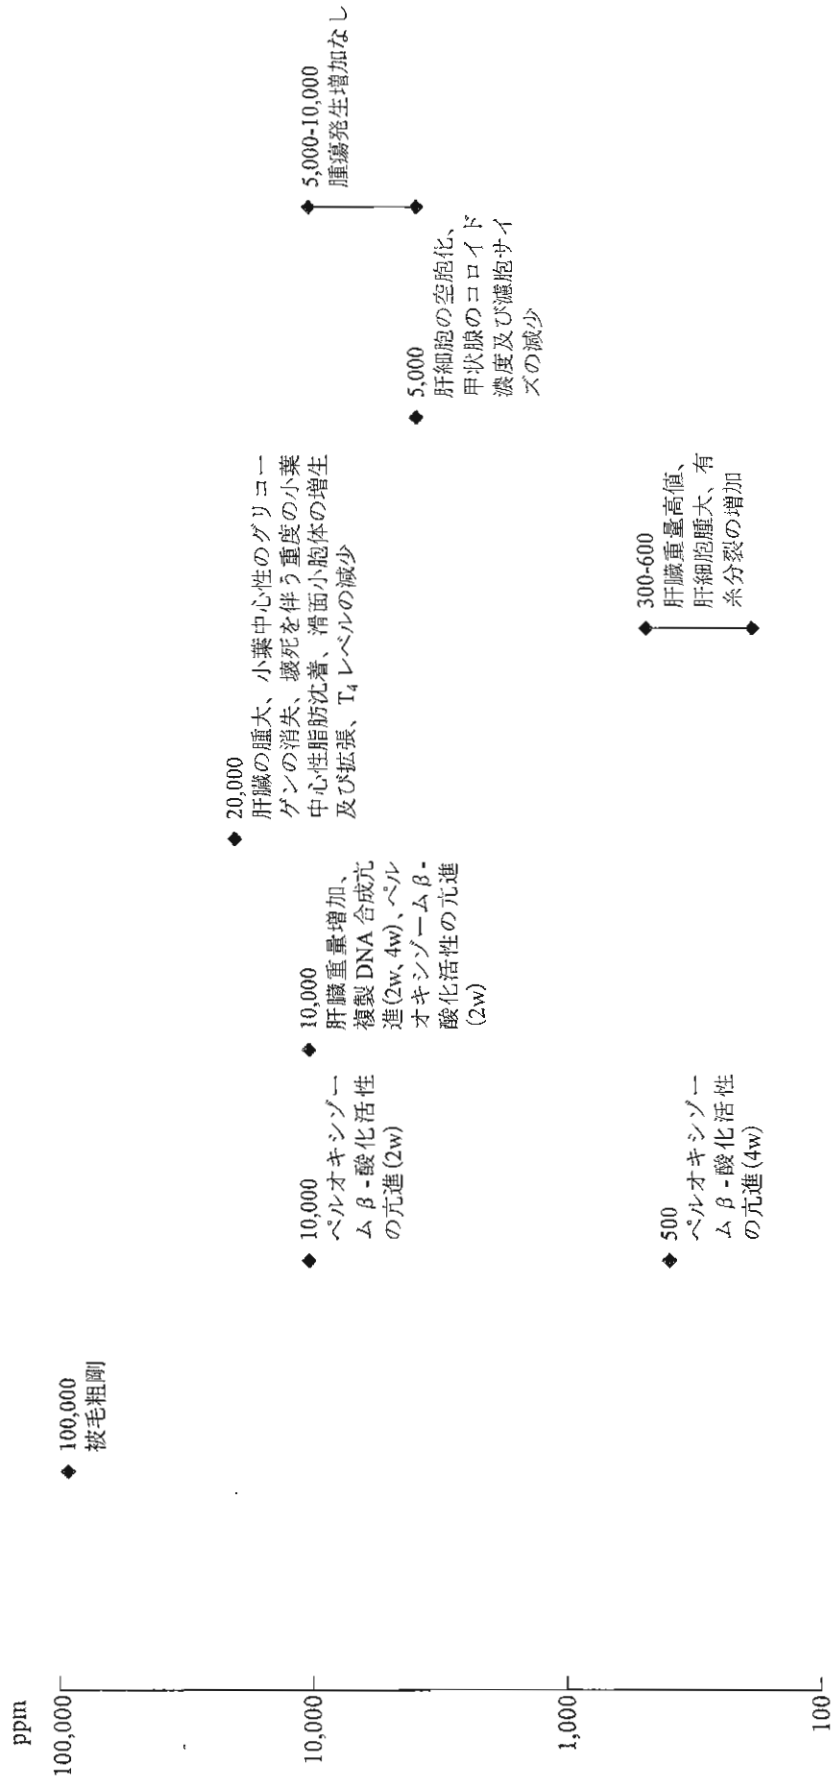 ppm
100,000
10,000
1,000
100
100,000
被毛粗剛
10,000
ペルオキシゾー
ム β - 酸化活性
の亢進(2w)
500
ペルオキシゾー
ム β - 酸化活性
の亢進(4w)
10,000
肝臓重量増加、
複製 DNA 合成亢
進(2w、4w)、ペル
オキシゾーム β -
酸化活性の亢進
(2w)
20,000
肝臓の腫大、小葉中心性のグリコー
ゲンの消失、壊死を伴う重度の小葉
中心性脂肪沈着、滑面小胞体の増生
及び拡張、T₄ レベルの減少
300-600
肝臓重量高値、
肝細胞腫大、有
糸分裂の増加
5,000
肝細胞の空胞化、
甲状腺のコロイド
濃度及び濾胞サイ
ズの減少
5,000-10,000
腫瘍発生増加なし